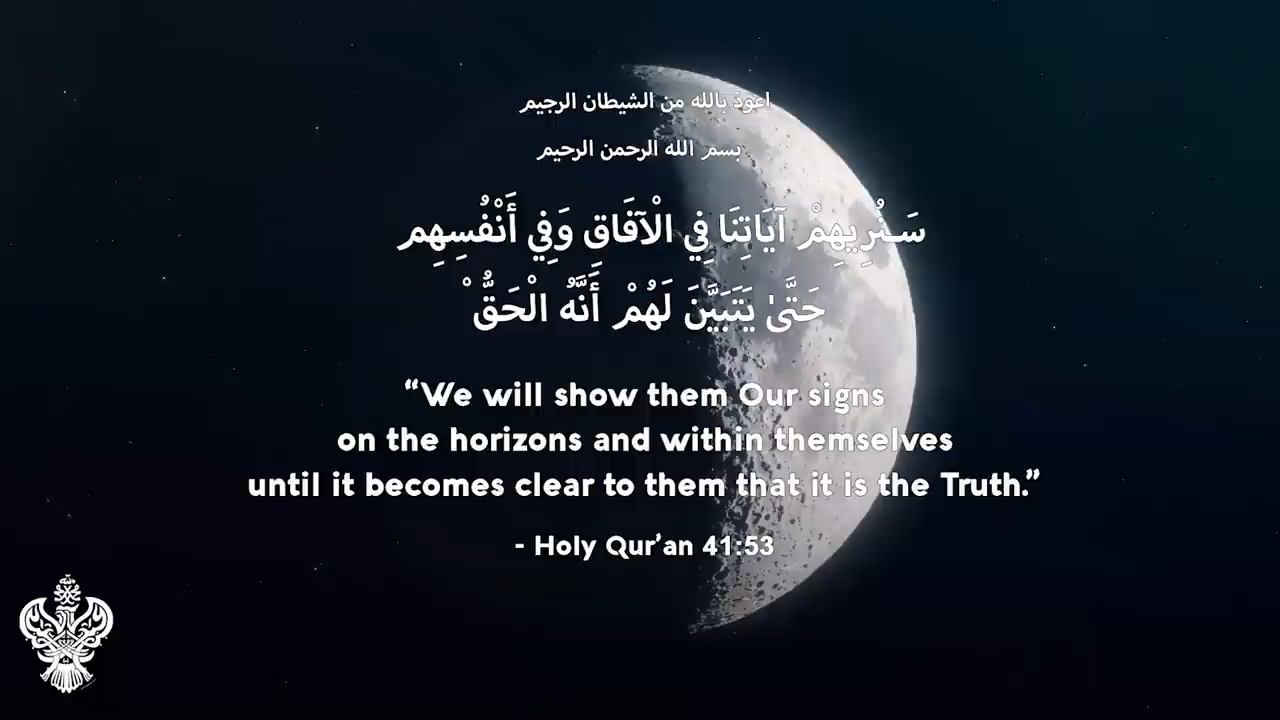 اعوذ بالله من الشيطان الرجيم
بسم الله الرحمن الرحيم
سَنُرِيهِمْ آيَاتِنَا فِي الْآفَاقِ وَفِي أَنْفُسِهِم
حَتَّىٰ يَتَبَيَّنَ لَهُمْ أَنَّهُ الْحَقُّ ْ
“We will show them Our signs
on the horizons and within themselves
until it becomes clear to them that it is the Truth.”
- Holy Qur’an 41:53